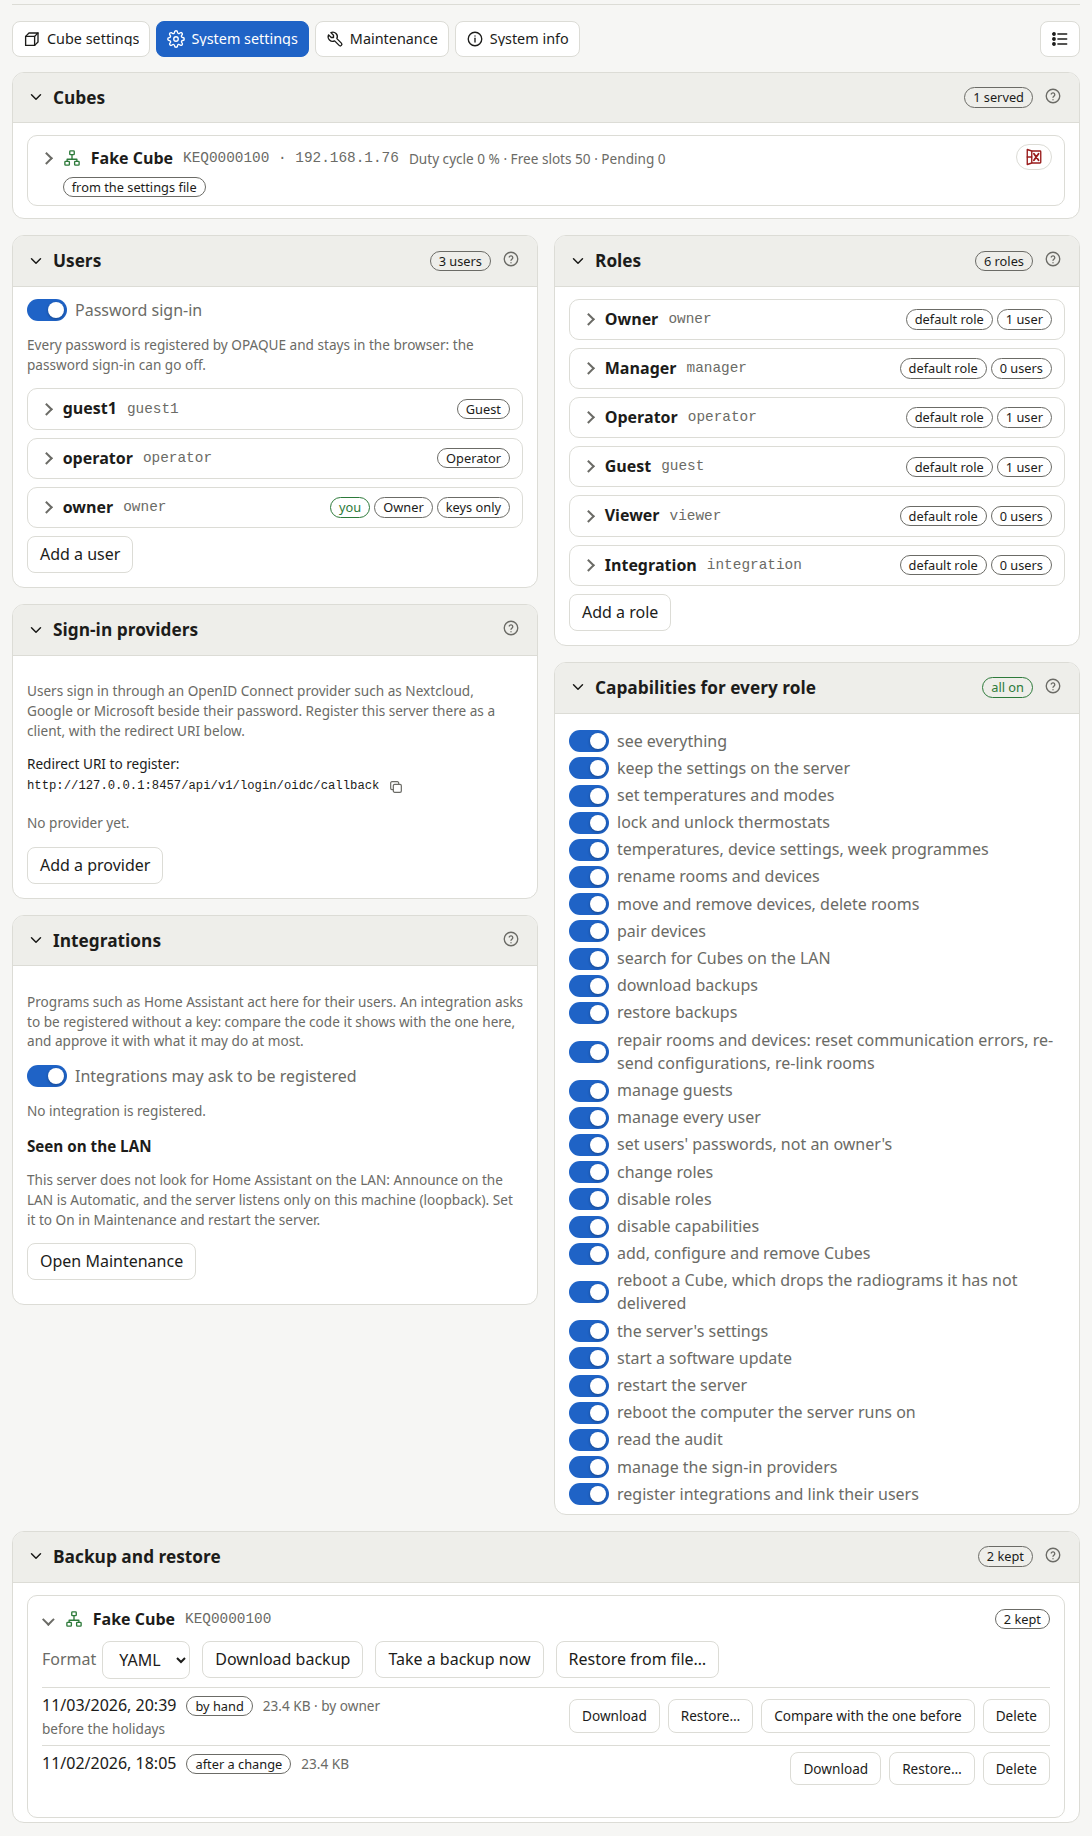 Cube settings
System settings
Maintenance
System info
Cubes
1 served
Fake Cube KEQ0000100 · 192.168.1.76 Duty cycle 0 % · Free slots 50 · Pending 0
from the settings file
Users
3 users
Password sign-in
Every password is registered by OPAQUE and stays in the browser: the
password sign-in can go off.
guest1 guest1 Guest
operator operator Operator
owner owner you Owner keys only
Add a user
Roles
6 roles
Owner owner default role 1 user
Manager manager default role 0 users
Operator operator default role 1 user
Guest guest default role 1 user
Viewer viewer default role 0 users
Integration integration default role 0 users
Add a role
Sign-in providers
Users sign in through an OpenID Connect provider such as Nextcloud,
Google or Microsoft beside their password. Register this server there as a
client, with the redirect URI below.
Redirect URI to register:
http://127.0.0.1:8457/api/v1/login/oidc/callback
No provider yet.
Add a provider
Integrations
Programs such as Home Assistant act here for their users. An integration asks
to be registered without a key: compare the code it shows with the one here,
and approve it with what it may do at most.
Integrations may ask to be registered
No integration is registered.
Seen on the LAN
This server does not look for Home Assistant on the LAN: Announce on the
LAN is Automatic, and the server listens only on this machine (loopback). Set
it to On in Maintenance and restart the server.
Open Maintenance
Capabilities for every role
all on
see everything
keep the settings on the server
set temperatures and modes
lock and unlock thermostats
temperatures, device settings, week programmes
rename rooms and devices
move and remove devices, delete rooms
pair devices
search for Cubes on the LAN
download backups
restore backups
repair rooms and devices: reset communication errors, re-
send configurations, re-link rooms
manage guests
manage every user
set users' passwords, not an owner's
change roles
disable roles
disable capabilities
add, configure and remove Cubes
reboot a Cube, which drops the radiograms it has not
delivered
the server's settings
start a software update
restart the server
reboot the computer the server runs on
read the audit
manage the sign-in providers
register integrations and link their users
Backup and restore
2 kept
Fake Cube KEQ0000100 2 kept
Format YAML Download backup Take a backup now Restore from file...
11/03/2026, 20:39 by hand 23.4 KB · by owner
before the holidays
Download Restore... Compare with the one before Delete
11/02/2026, 18:05 after a change 23.4 KB
Download Restore... Delete